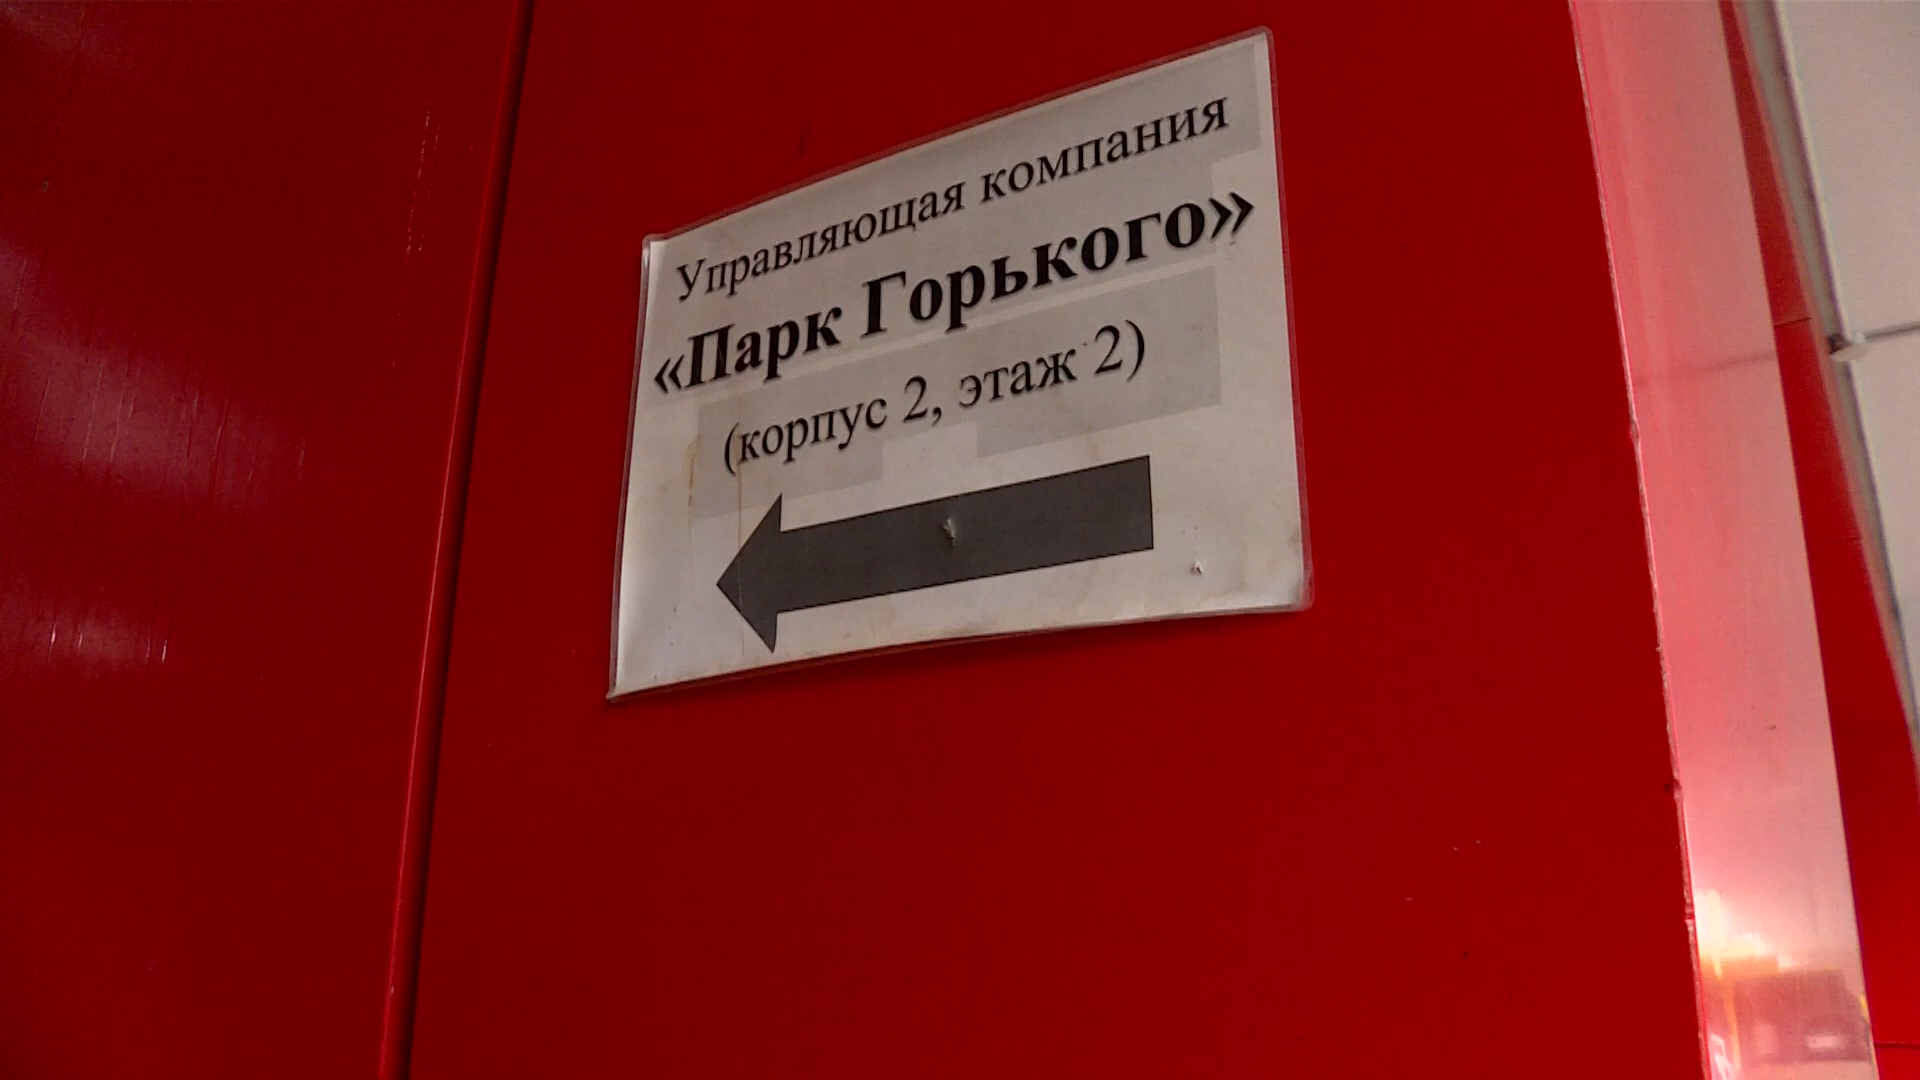 Управляющая компания
«Парк Горького»
(корпус 2, этаж 2)